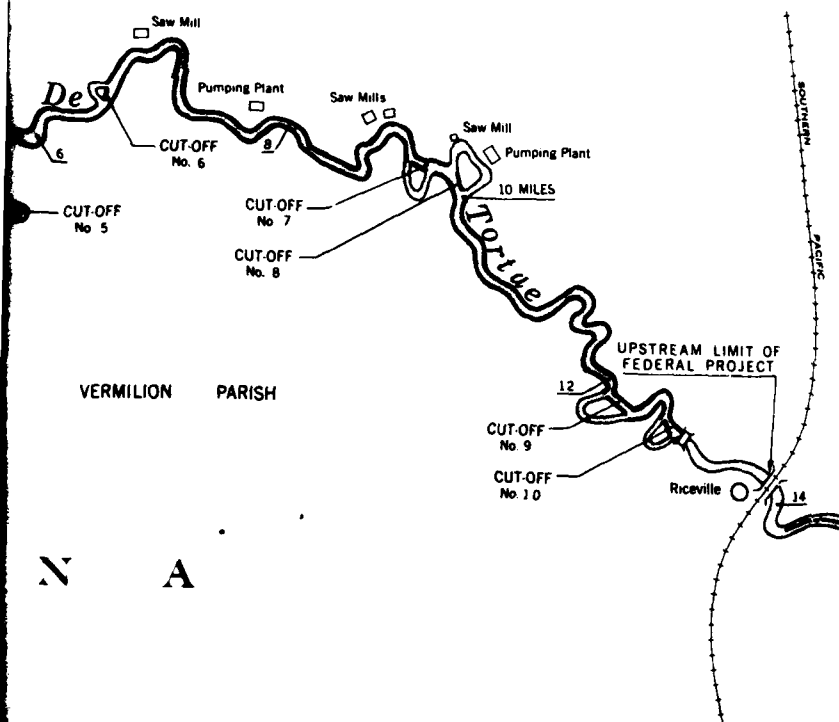 Saw Mill
De
Pumping Plant
Saw Mills
Saw Mill
Pumping Plant
6
CUT-OFF
No. 6
8
10 MILES
CUT-OFF
No 5
CUT-OFF
No 7
CUT-OFF
No. 8
Tortue
SOUTHERN
PACIFIC
UPSTREAM LIMIT OF
FEDERAL PROJECT
VERMILION PARISH
12
CUT-OFF
No. 9
CUT-OFF
No. 10
Riceville
14
N A